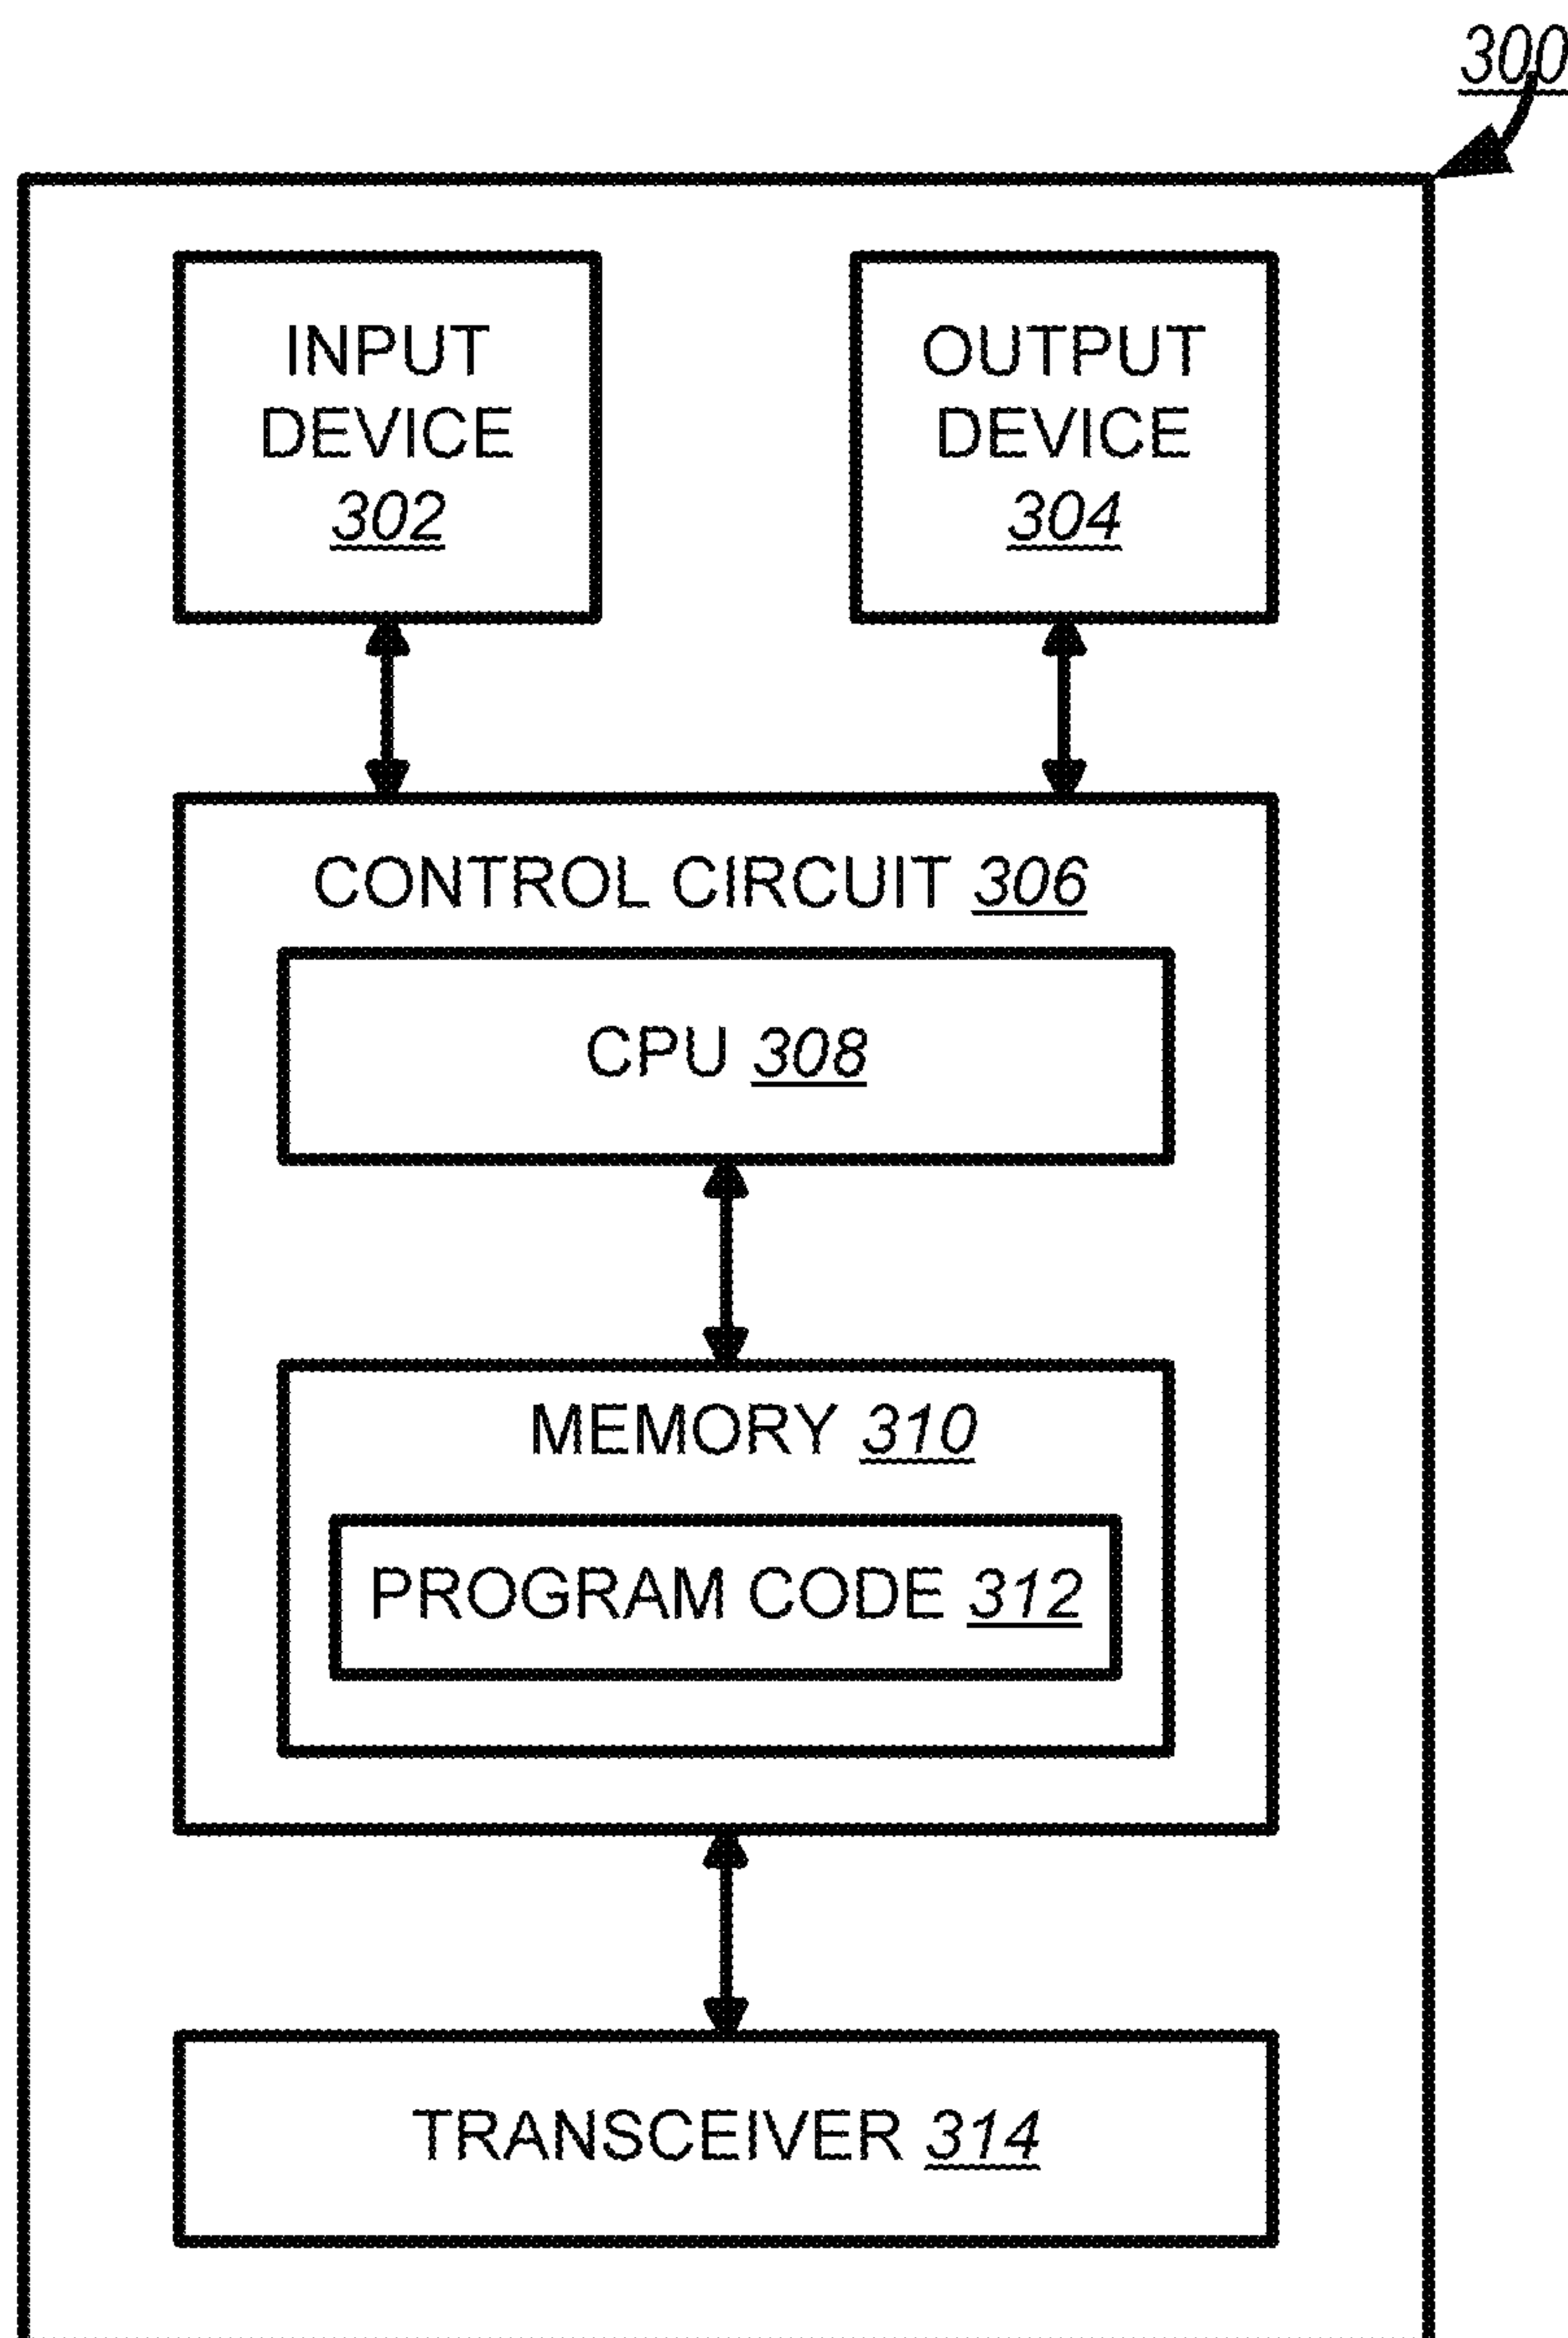 300
INPUT
DEVICE
302
OUTPUT
DEVICE
304
CONTROL CIRCUIT 306
CPU 308
MEMORY 310
PROGRAM CODE 312
TRANSCEIVER 314